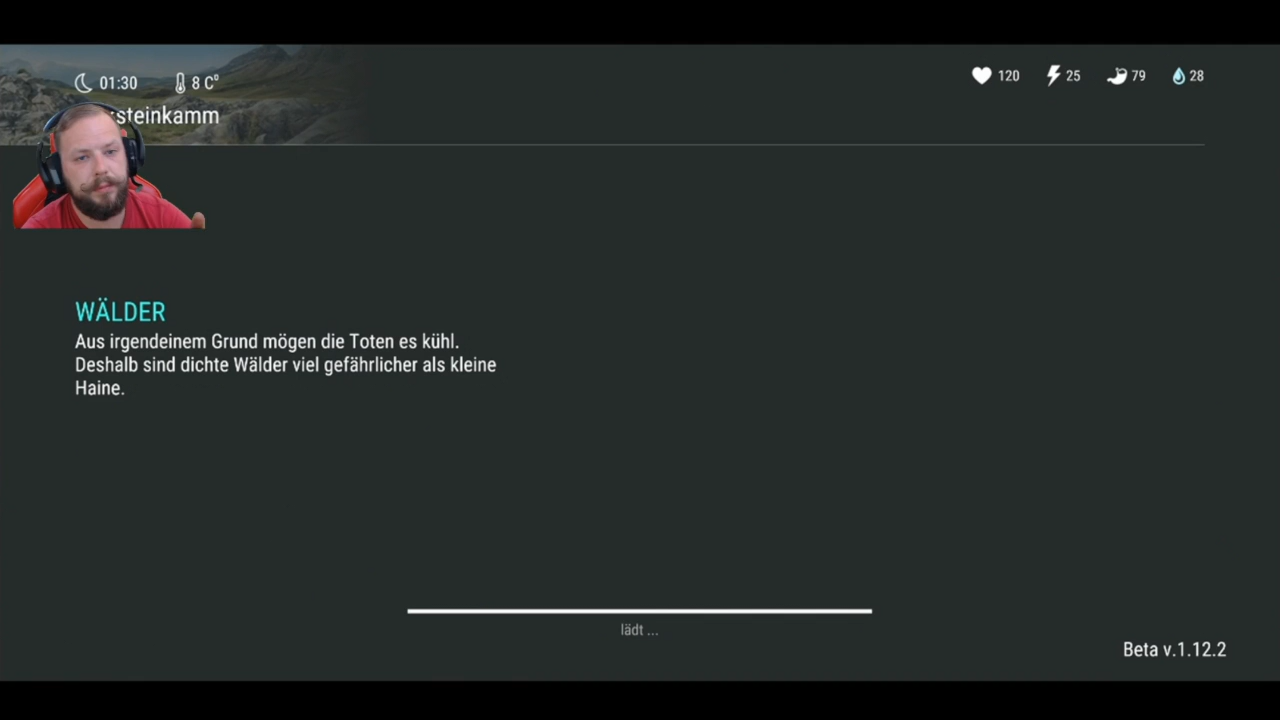 01:30 8 C° 120 25 79 28
steinkamm
WÄLDER
Aus irgendeinem Grund mögen die Toten es kühl.
Deshalb sind dichte Wälder viel gefährlicher als kleine
Haine.
lädt ...
Beta v.1.12.2